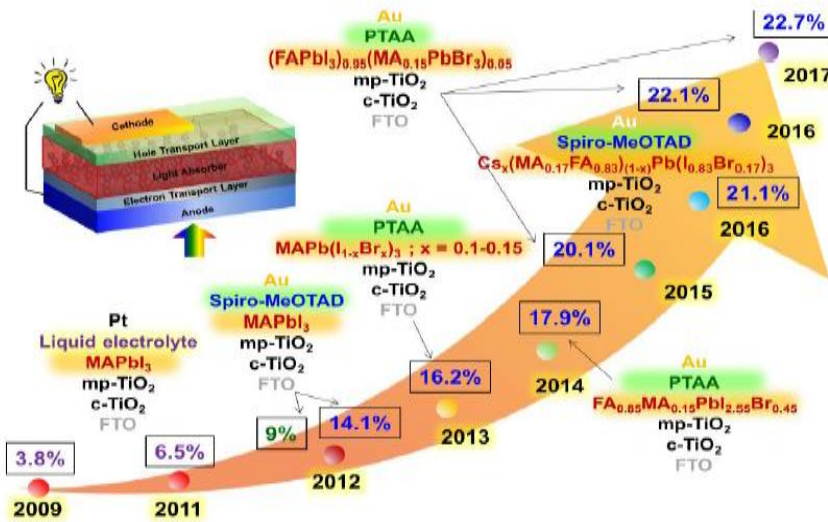 Au
PTAA
(FAPbI₃)₀.₉₅(MA₀.₁₅PbBr₃)₀.₀₅
mp-TiO₂
c-TiO₂
FTO
22.7%
2017
22.1%
2016
Cathode
Hole Transport Layer
Light Absorber
Electron Transport Layer
Anode
Au
Spiro-MeOTAD
Csₓ(MA₀.₁₇FA₀.₈₃)₍₁₋ₓ₎Pb(I₀.₈₃Br₀.₁₇)₃
mp-TiO₂
c-TiO₂
FTO
21.1%
2016
Au
PTAA
MAPb(I₁₋ₓBrₓ)₃ ; x = 0.1-0.15
mp-TiO₂
c-TiO₂
FTO
20.1%
2015
Au
Spiro-MeOTAD
MAPbI₃
mp-TiO₂
c-TiO₂
FTO
Pt
Liquid electrolyte
MAPbI₃
mp-TiO₂
c-TiO₂
FTO
17.9%
2014
Au
PTAA
FA₀.₈₅MA₀.₁₅PbI₂.₅₅Br₀.₄₅
mp-TiO₂
c-TiO₂
FTO
16.2%
2013
9%
14.1%
2012
6.5%
2011
3.8%
2009